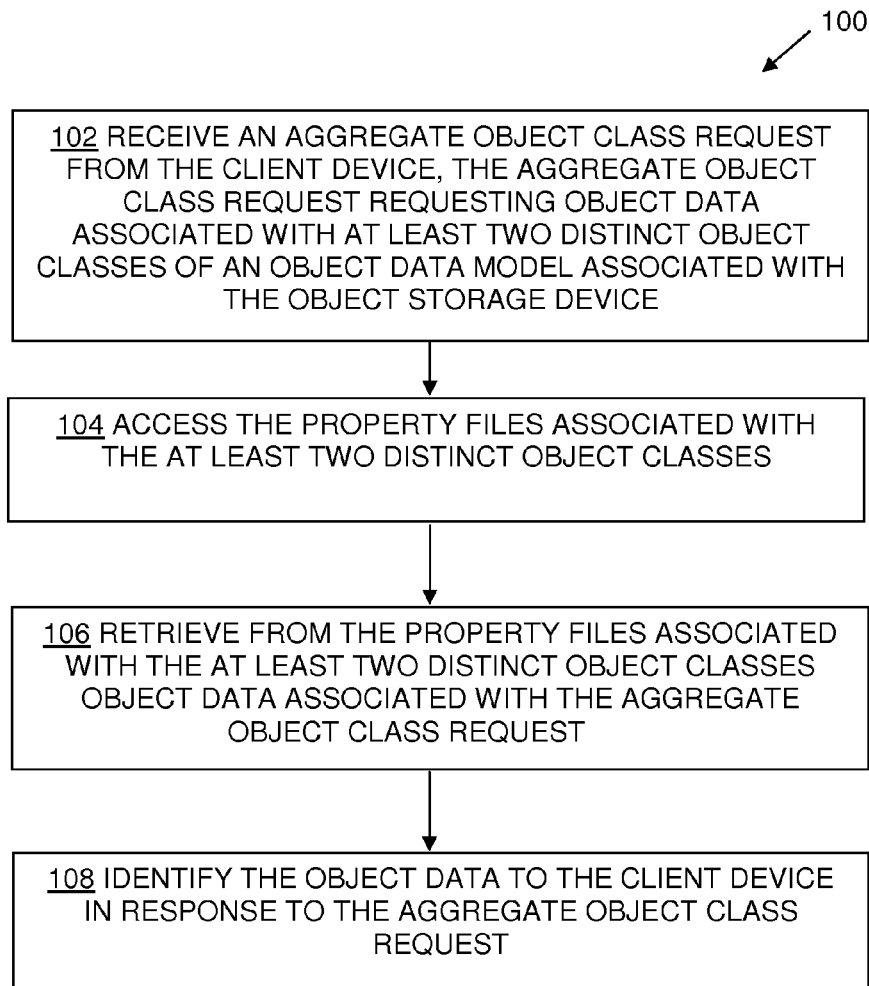 100
102 RECEIVE AN AGGREGATE OBJECT CLASS REQUEST
FROM THE CLIENT DEVICE, THE AGGREGATE OBJECT
CLASS REQUEST REQUESTING OBJECT DATA
ASSOCIATED WITH AT LEAST TWO DISTINCT OBJECT
CLASSES OF AN OBJECT DATA MODEL ASSOCIATED WITH
THE OBJECT STORAGE DEVICE
104 ACCESS THE PROPERTY FILES ASSOCIATED WITH
THE AT LEAST TWO DISTINCT OBJECT CLASSES
106 RETRIEVE FROM THE PROPERTY FILES ASSOCIATED
WITH THE AT LEAST TWO DISTINCT OBJECT CLASSES
OBJECT DATA ASSOCIATED WITH THE AGGREGATE
OBJECT CLASS REQUEST
108 IDENTIFY THE OBJECT DATA TO THE CLIENT DEVICE
IN RESPONSE TO THE AGGREGATE OBJECT CLASS
REQUEST